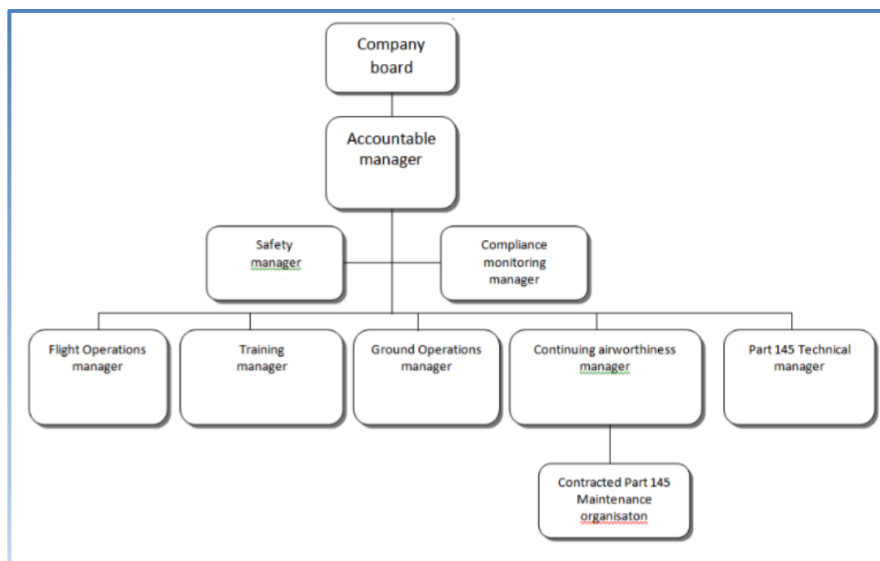 Company
board
Accountable
manager
Safety
manager
Compliance
monitoring
manager
Flight Operations
manager
Training
manager
Ground Operations
manager
Continuing airworthiness
manager
Part 145 Technical
manager
Contracted Part 145
Maintenance
organisaton